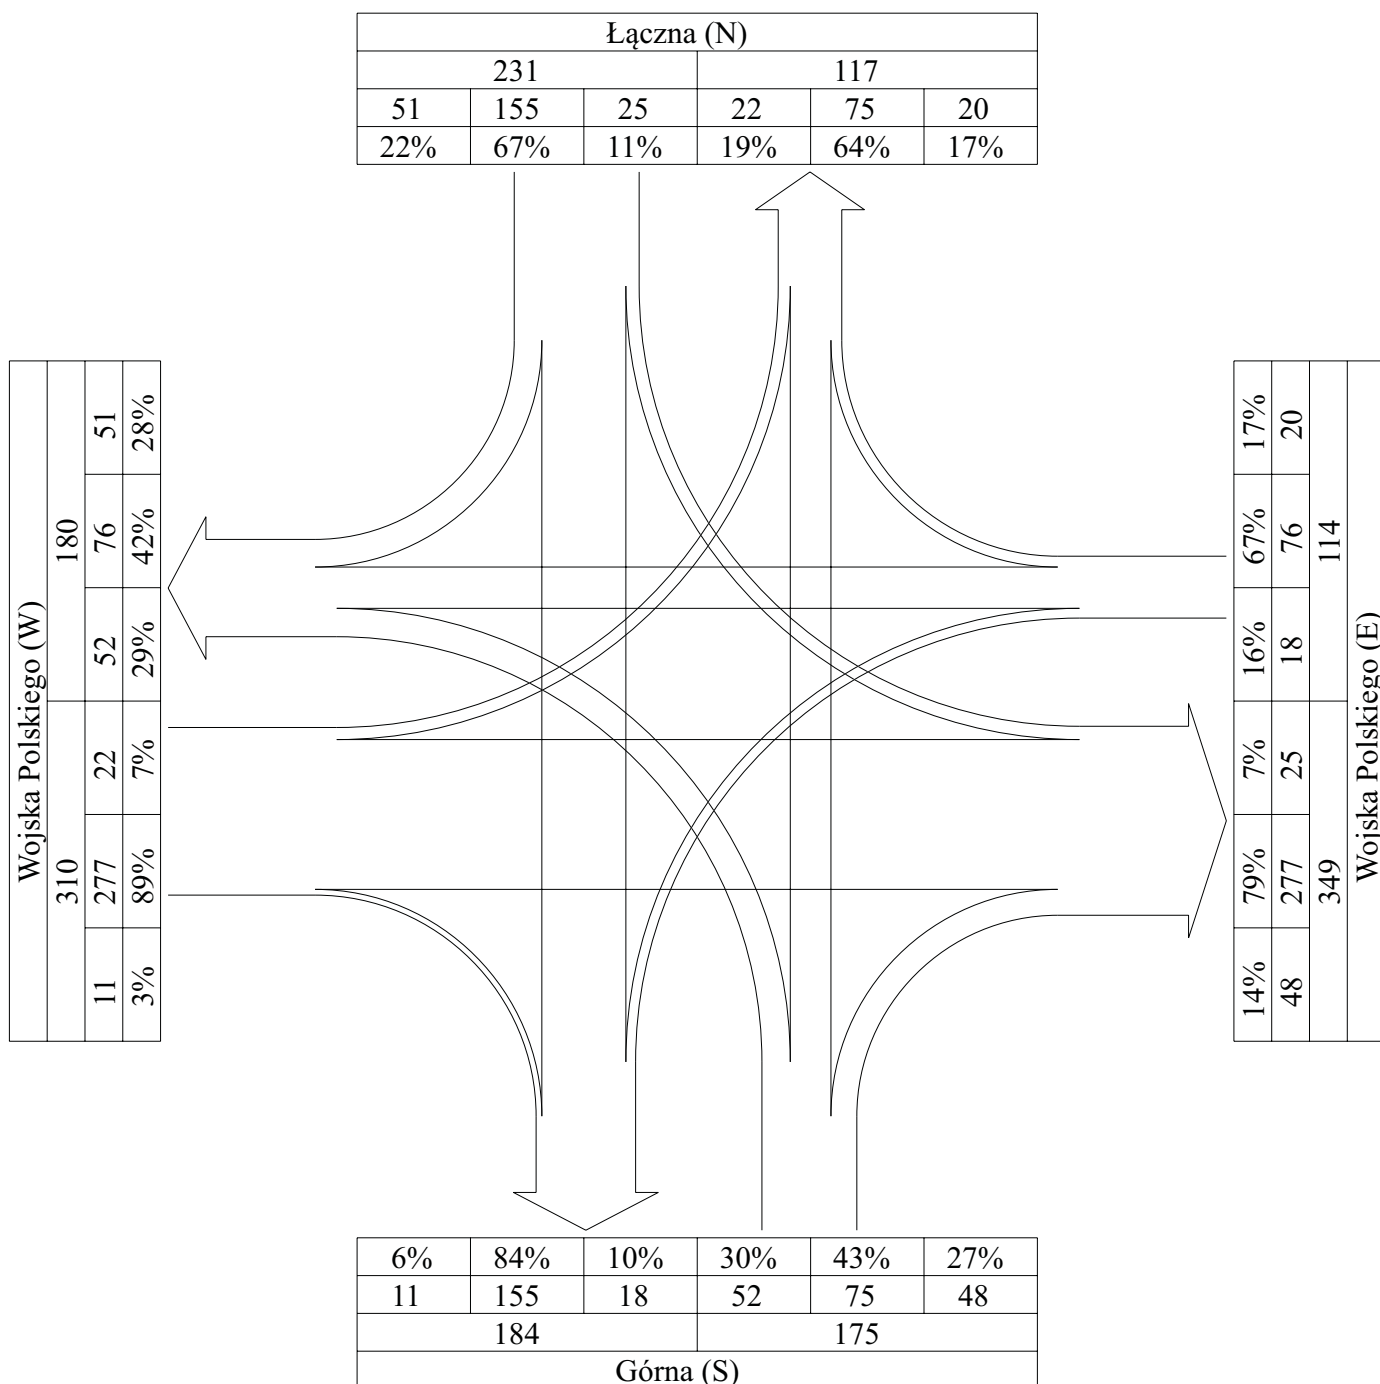 Łączna (N)
231 117
51 155 25 22 75 20
22% 67% 11% 19% 64% 17%
Wojska Polskiego (W)
180 310
51 76 52 22 277 11
28% 42% 29% 7% 89% 3%
17% 67% 16% 7% 79% 14%
20 76 18 25 277 48
114 349
Wojska Polskiego (E)
6% 84% 10% 30% 43% 27%
11 155 18 52 75 48
184 175
Górna (S)